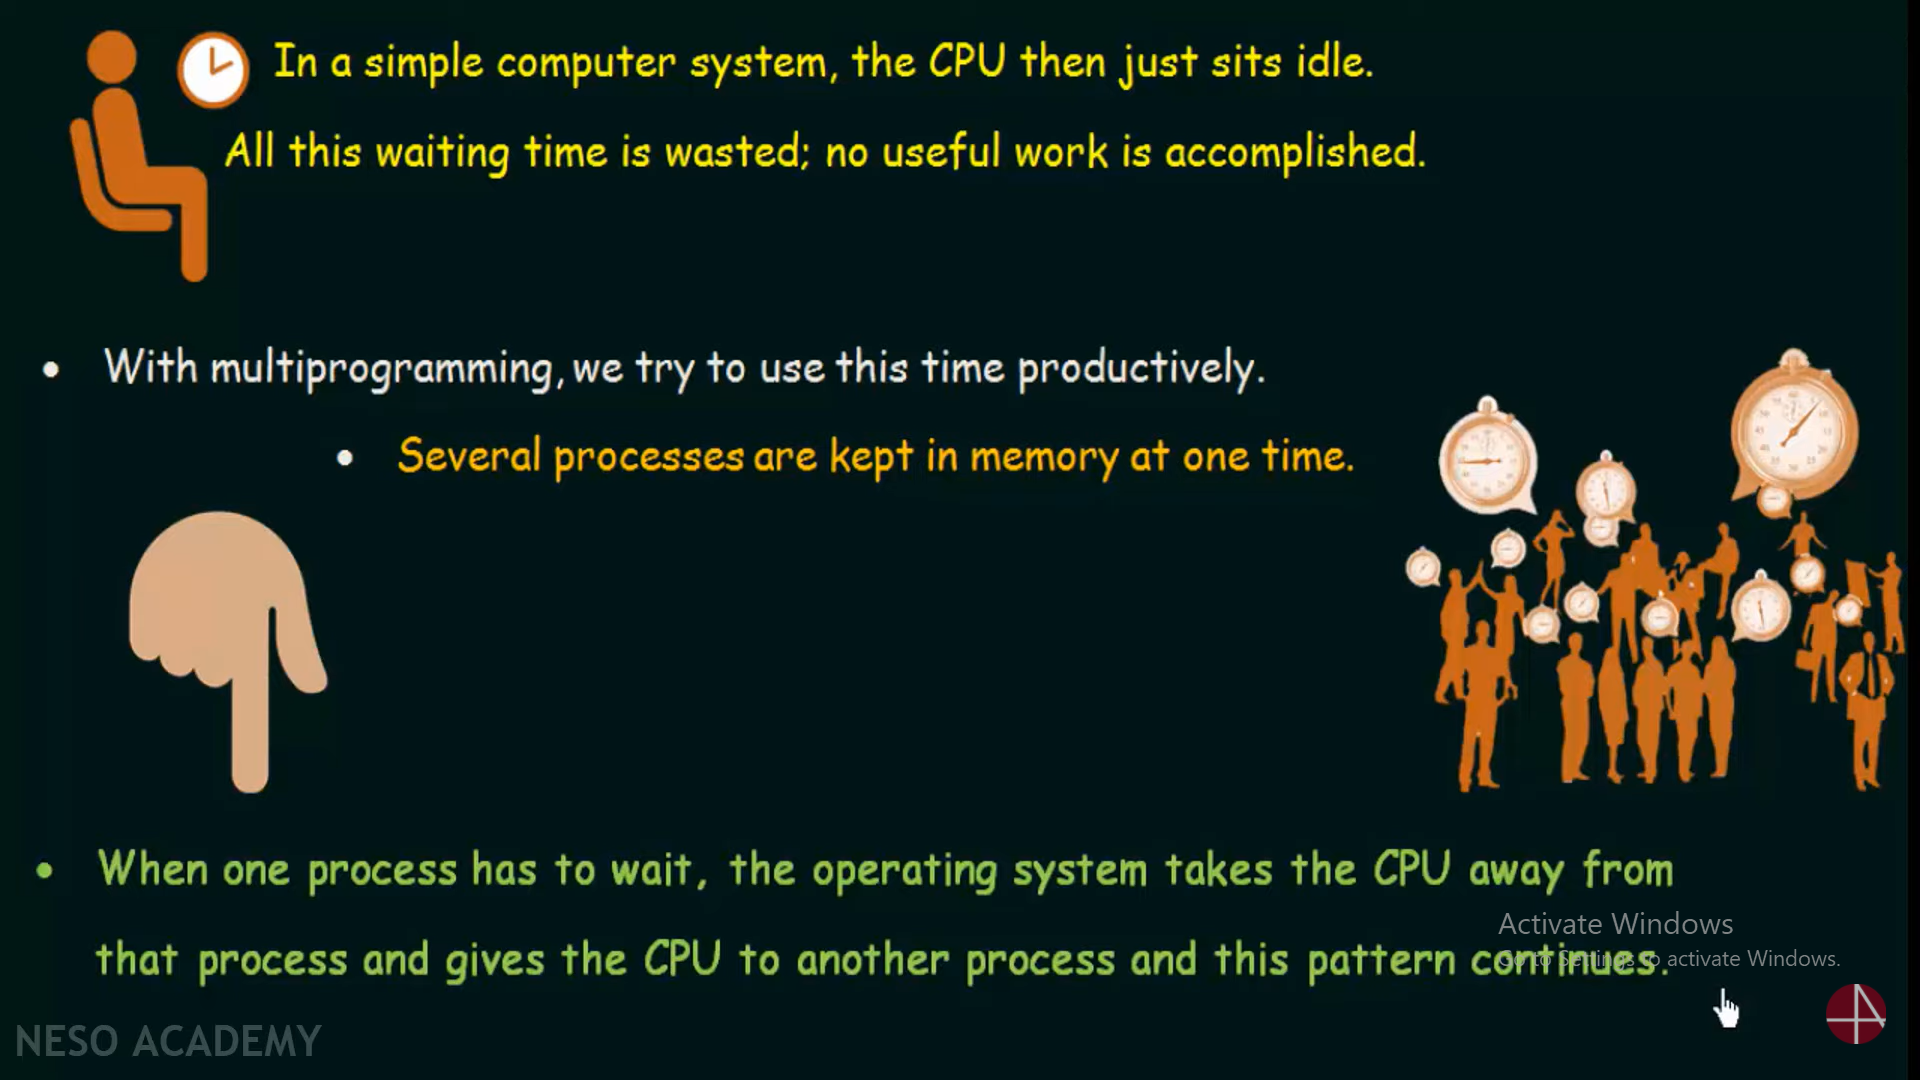 In a simple computer system, the CPU then just sits idle.
All this waiting time is wasted; no useful work is accomplished.
• With multiprogramming, we try to use this time productively.
• Several processes are kept in memory at one time.
• When one process has to wait, the operating system takes the CPU away from
that process and gives the CPU to another process and this pattern continues.
Activate Windows
Go to Settings to activate Windows.
NESO ACADEMY